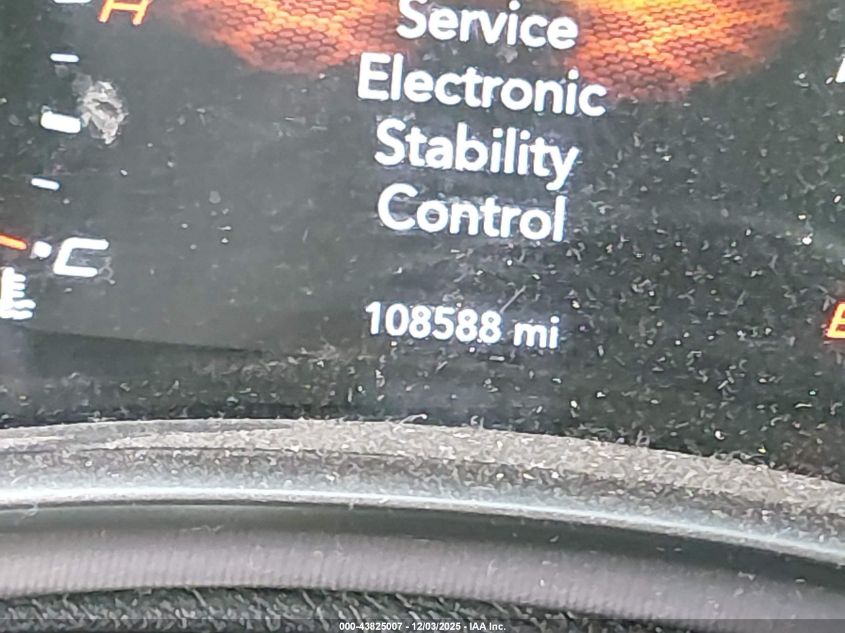 H
Service
Electronic
Stability
Control
C
108588 mi
E
000-43825007 - 12/03/2025 - IAA Inc.